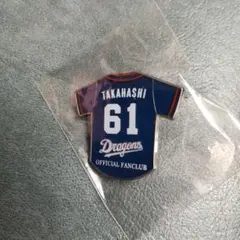 TAKAHASHI
61
Dragons
OFFICIAL FANCLUB